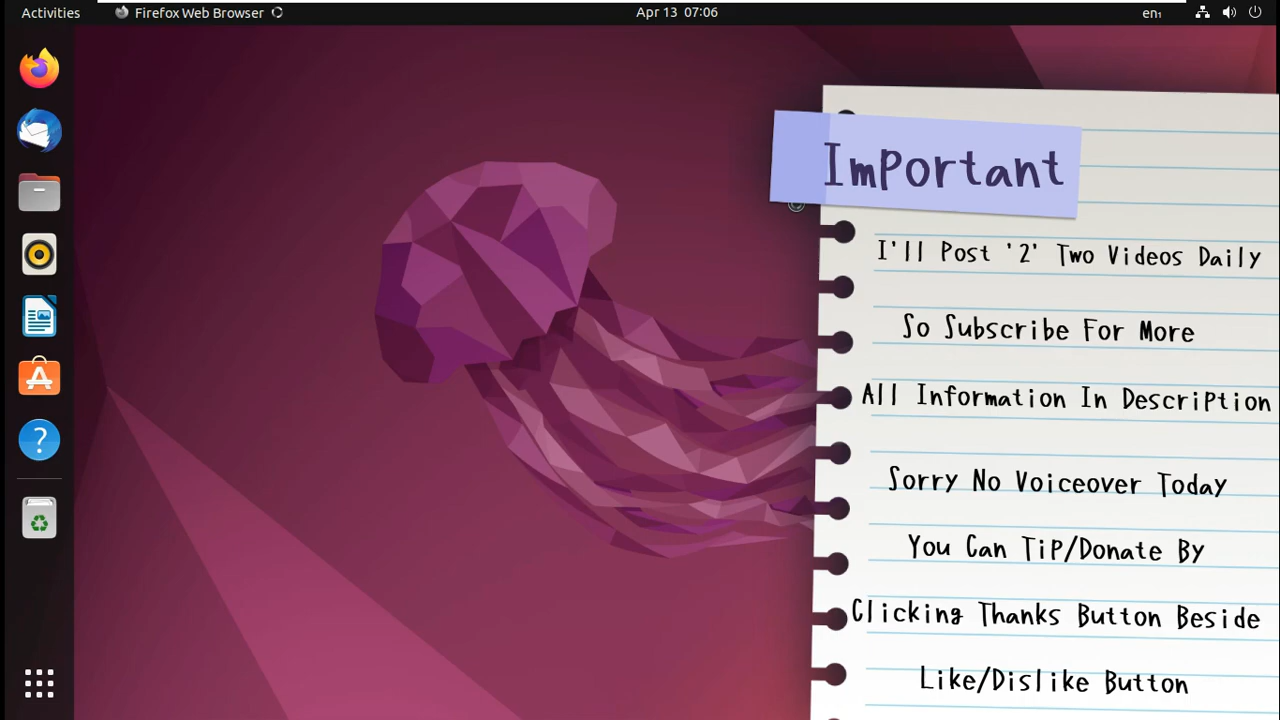 Activities Firefox Web Browser Apr 13 07:06 en₁
Important
I'll Post '2' Two Videos Daily
So Subscribe For More
All Information In Description
Sorry No Voiceover Today
You Can Tip/Donate By
Clicking Thanks Button Beside
Like/Dislike Button